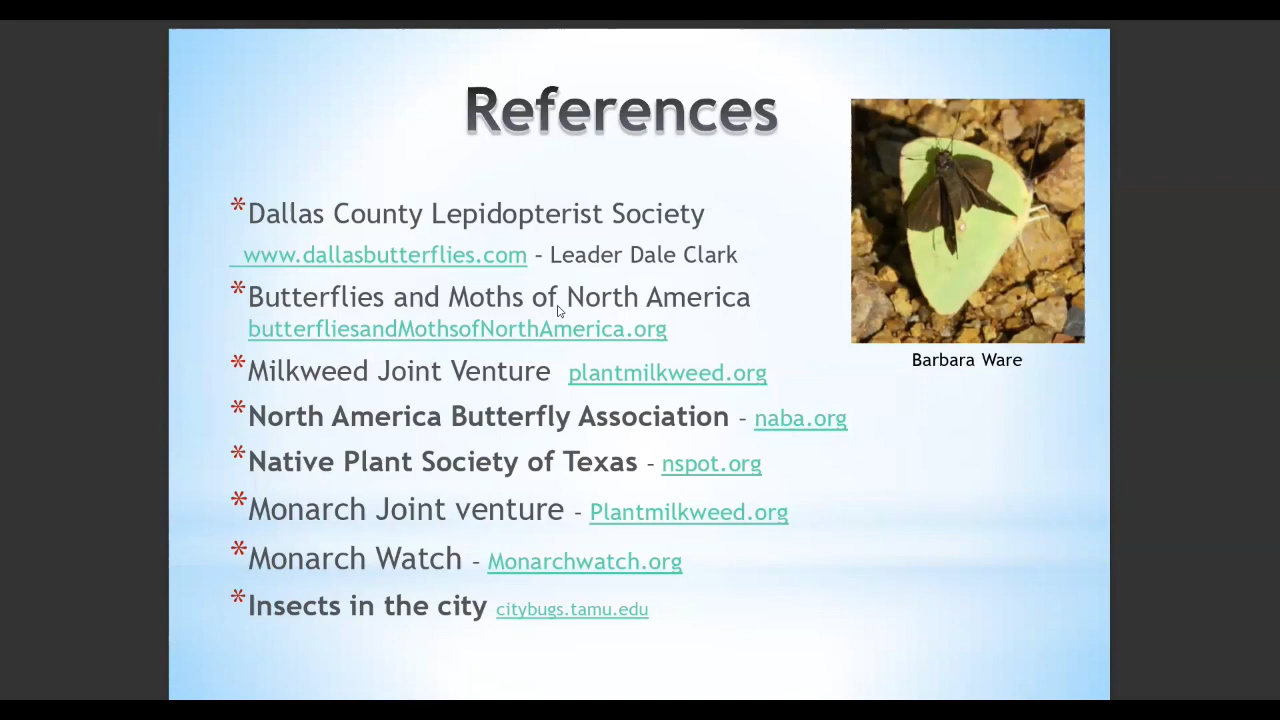 References
*Dallas County Lepidopterist Society
www.dallasbutterflies.com – Leader Dale Clark
*Butterflies and Moths of North America
butterfliesandMothsofNorthAmerica.org
*Milkweed Joint Venture plantmilkweed.org
*North America Butterfly Association – naba.org
*Native Plant Society of Texas – nspot.org
*Monarch Joint venture – Plantmilkweed.org
*Monarch Watch – Monarchwatch.org
*Insects in the city citybugs.tamu.edu
Barbara Ware